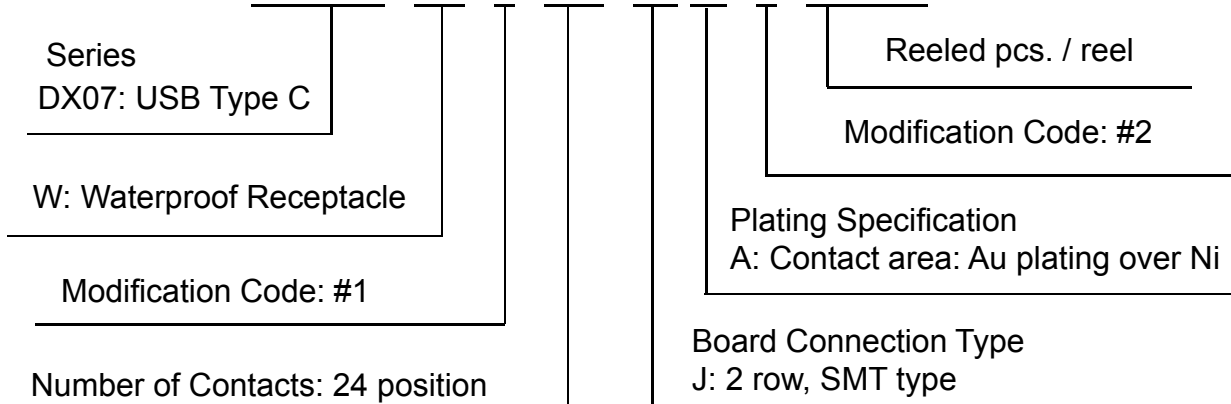 Series
DX07: USB Type C
W: Waterproof Receptacle
Modification Code: #1
Number of Contacts: 24 position
Reeled pcs. / reel
Modification Code: #2
Plating Specification
A: Contact area: Au plating over Ni
Board Connection Type
J: 2 row, SMT type